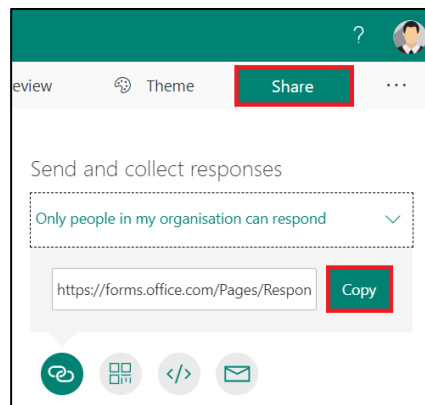 ?
eview Theme Share ...
Send and collect responses
Only people in my organisation can respond
https://forms.office.com/Pages/Respon Copy
</>